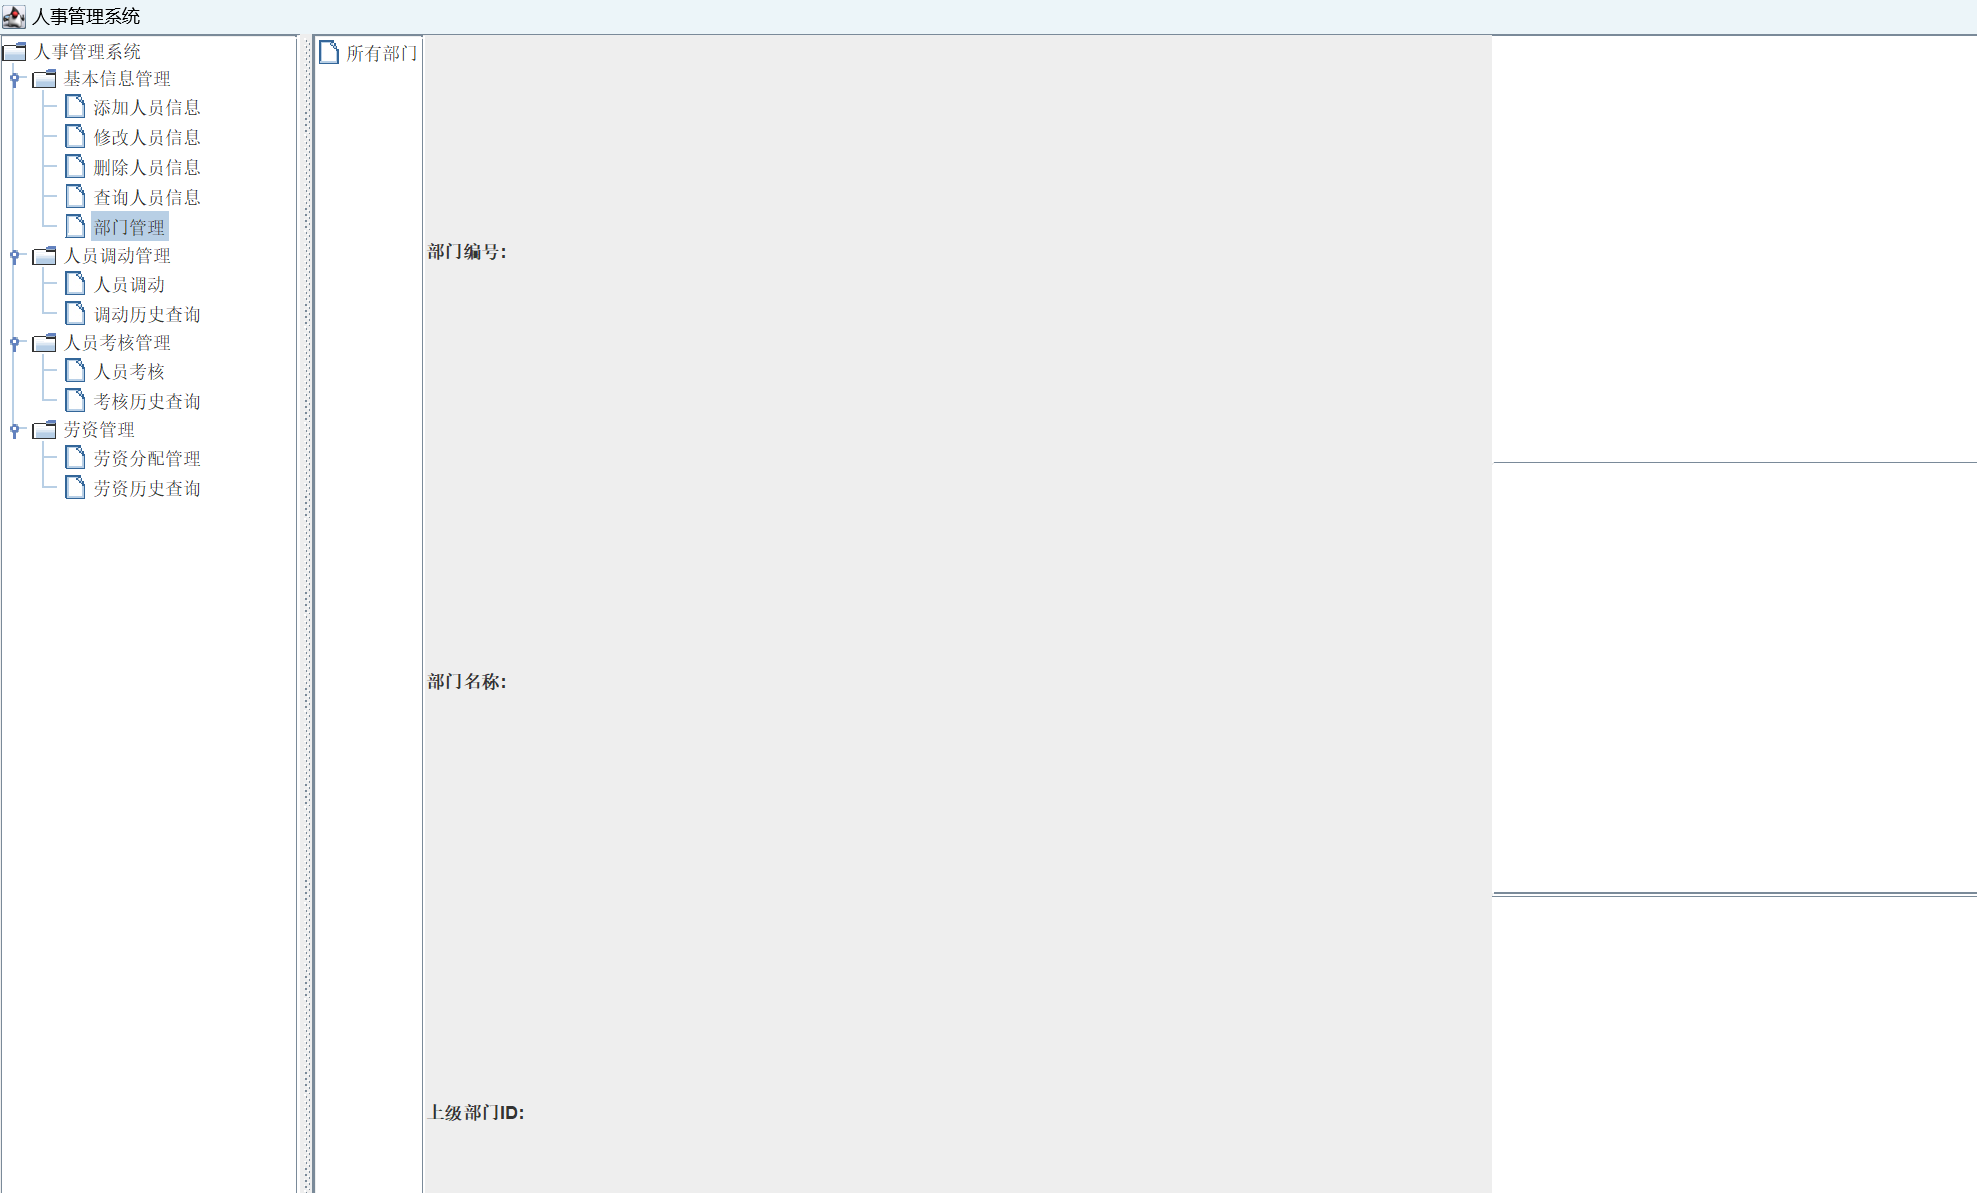 人事管理系统
人事管理系统
基本信息管理
添加人员信息
修改人员信息
删除人员信息
查询人员信息
部门管理
人员调动管理
人员调动
调动历史查询
人员考核管理
人员考核
考核历史查询
劳资管理
劳资分配管理
劳资历史查询
所有部门
部门编号:
部门名称:
上级部门ID: